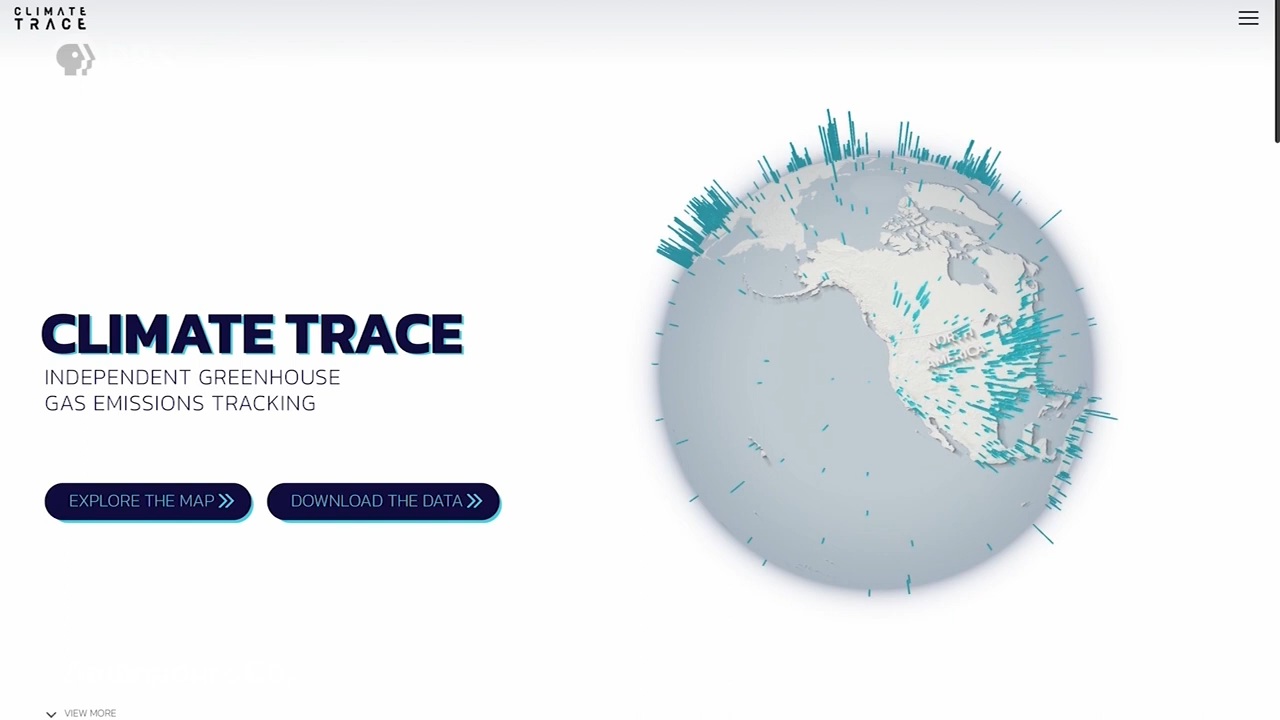 CLIMATE
TRACE
CLIMATE TRACE
INDEPENDENT GREENHOUSE
GAS EMISSIONS TRACKING
EXPLORE THE MAP
DOWNLOAD THE DATA
NORTH
AMERICA
VIEW MORE